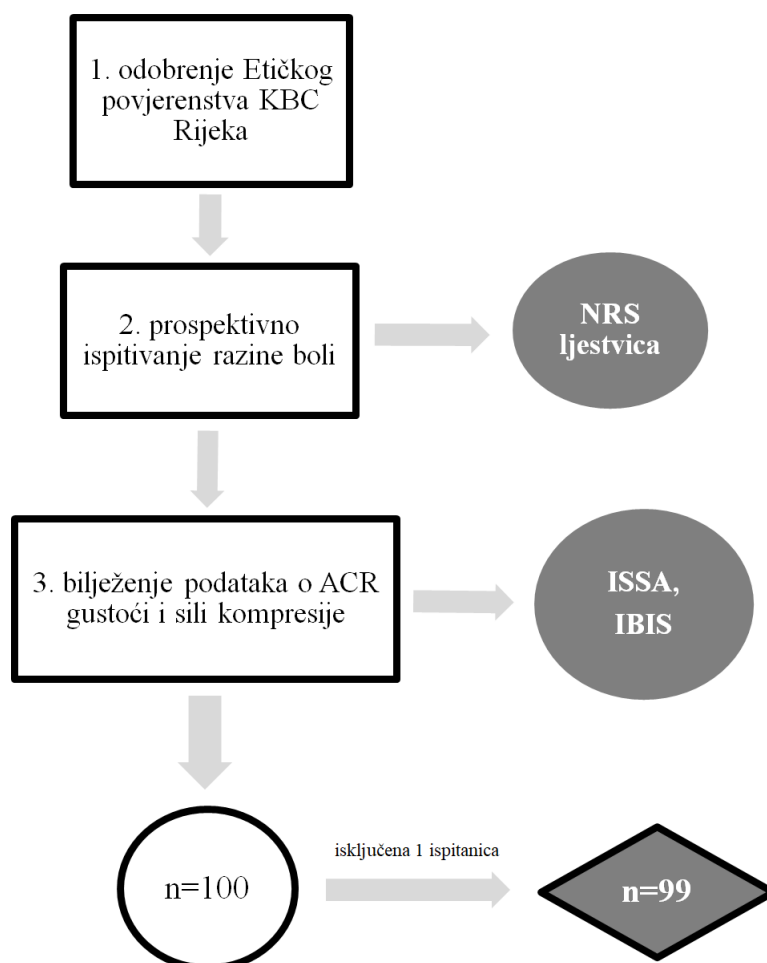 1. odobrenje Etičkog
povjerenstva KBC
Rijeka
2. prospektivno
ispitivanje razine boli
NRS
ljestvica
3. bilježenje podataka o ACR
gustoći i sili kompresije
ISSA,
IBIS
n=100
isključena 1 ispitanica
n=99